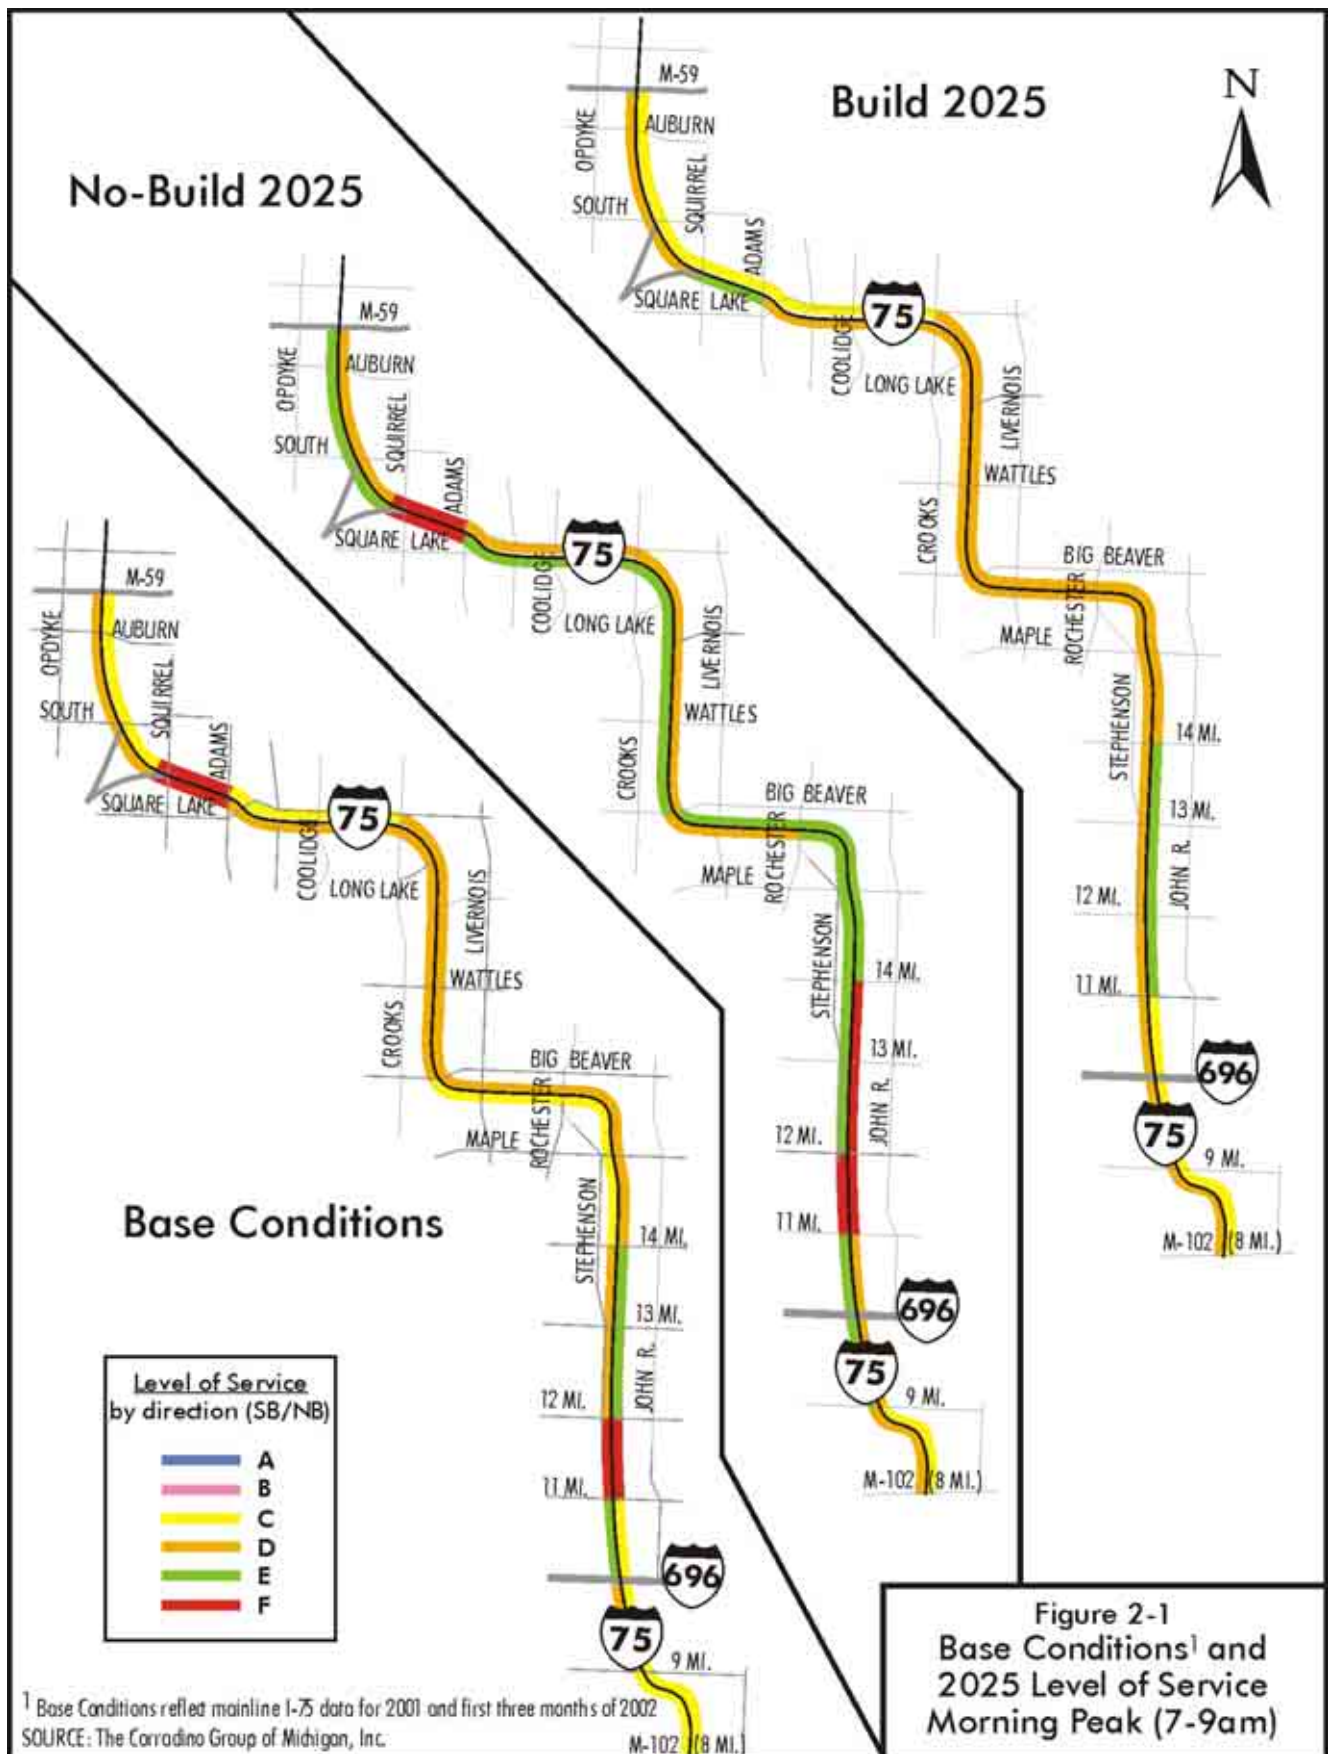 Build 2025
N
M-59
AUBURN
OPDYKE
SQUIRREL
SOUTH
ADAMS
SQUARE LAKE
75
COOLIDGE
LONG LAKE
LIVERNOIS
WATTLES
CROOKS
BIG BEAVER
ROCHESTER
MAPLE
STEPHENSON
14 MI.
13 MI.
JOHN R.
12 MI.
11 MI.
696
75
9 MI.
M-102 (8 MI.)
No-Build 2025
M-59
AUBURN
OPDYKE
SQUIRREL
SOUTH
ADAMS
SQUARE LAKE
75
COOLIDGE
LONG LAKE
LIVERNOIS
WATTLES
CROOKS
BIG BEAVER
ROCHESTER
MAPLE
STEPHENSON
14 MI.
13 MI.
JOHN R.
12 MI.
11 MI.
696
75
9 MI.
M-102 (8 MI.)
M-59
AUBURN
OPDYKE
SQUIRREL
SOUTH
ADAMS
SQUARE LAKE
75
COOLIDGE
LONG LAKE
LIVERNOIS
WATTLES
CROOKS
BIG BEAVER
ROCHESTER
MAPLE
Base Conditions
STEPHENSON
14 MI.
13 MI.
JOHN R.
12 MI.
11 MI.
696
75
9 MI.
M-102 (8 MI.)
Level of Service
by direction (SB/NB)
A
B
C
D
E
F
1 Base Conditions reflect mainline I-75 data for 2001 and first three months of 2002
SOURCE: The Corradino Group of Michigan, Inc.
Figure 2-1
Base Conditions1 and
2025 Level of Service
Morning Peak (7-9am)